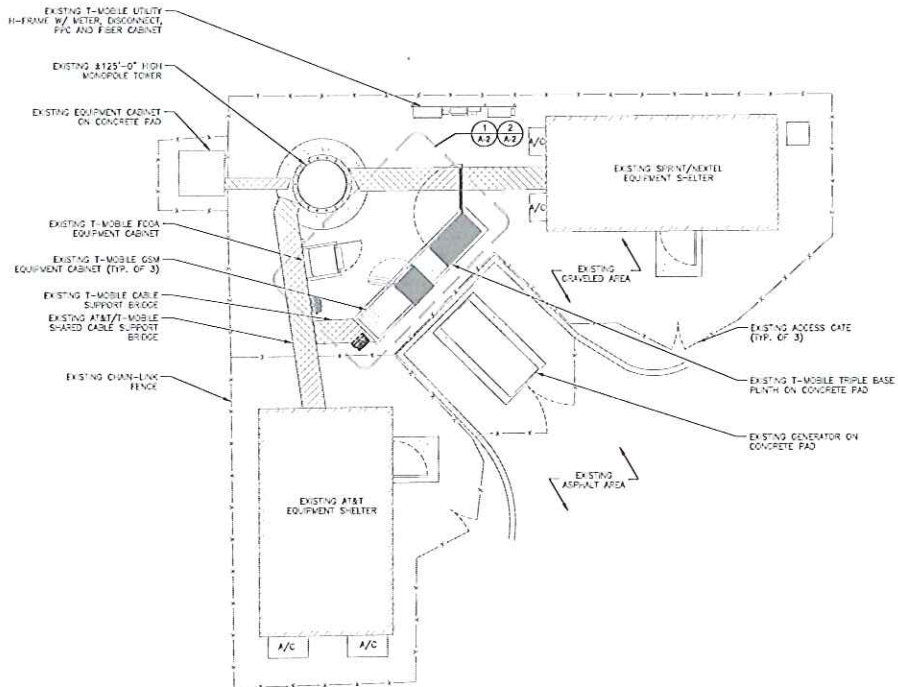 EXISTING T-MOBILE UTILITY
H-FRAME W/ METER, DISCONNECT,
PPC AND FIBER CABINET
EXISTING ±125'-0" HIGH
MONOPOLE TOWER
EXISTING EQUIPMENT CABINET
ON CONCRETE PAD
1
A-2
2
A-2
A/C
EXISTING SPRINT/NEXTEL
EQUIPMENT SHELTER
A/C
EXISTING T-MOBILE FCOA
EQUIPMENT CABINET
EXISTING T-MOBILE GSM
EQUIPMENT CABINET (TYP. OF 3)
EXISTING T-MOBILE CABLE
SUPPORT BRIDGE
EXISTING AT&T/T-MOBILE
SHARED CABLE SUPPORT
BRIDGE
EXISTING CHAIN-LINK
FENCE
EXISTING
GRAVELED AREA
EXISTING ACCESS GATE
(TYP. OF 3)
EXISTING T-MOBILE TRIPLE BASE
PLINTH ON CONCRETE PAD
EXISTING GENERATOR ON
CONCRETE PAD
EXISTING
ASPHALT AREA
EXISTING AT&T
EQUIPMENT SHELTER
A/C
A/C